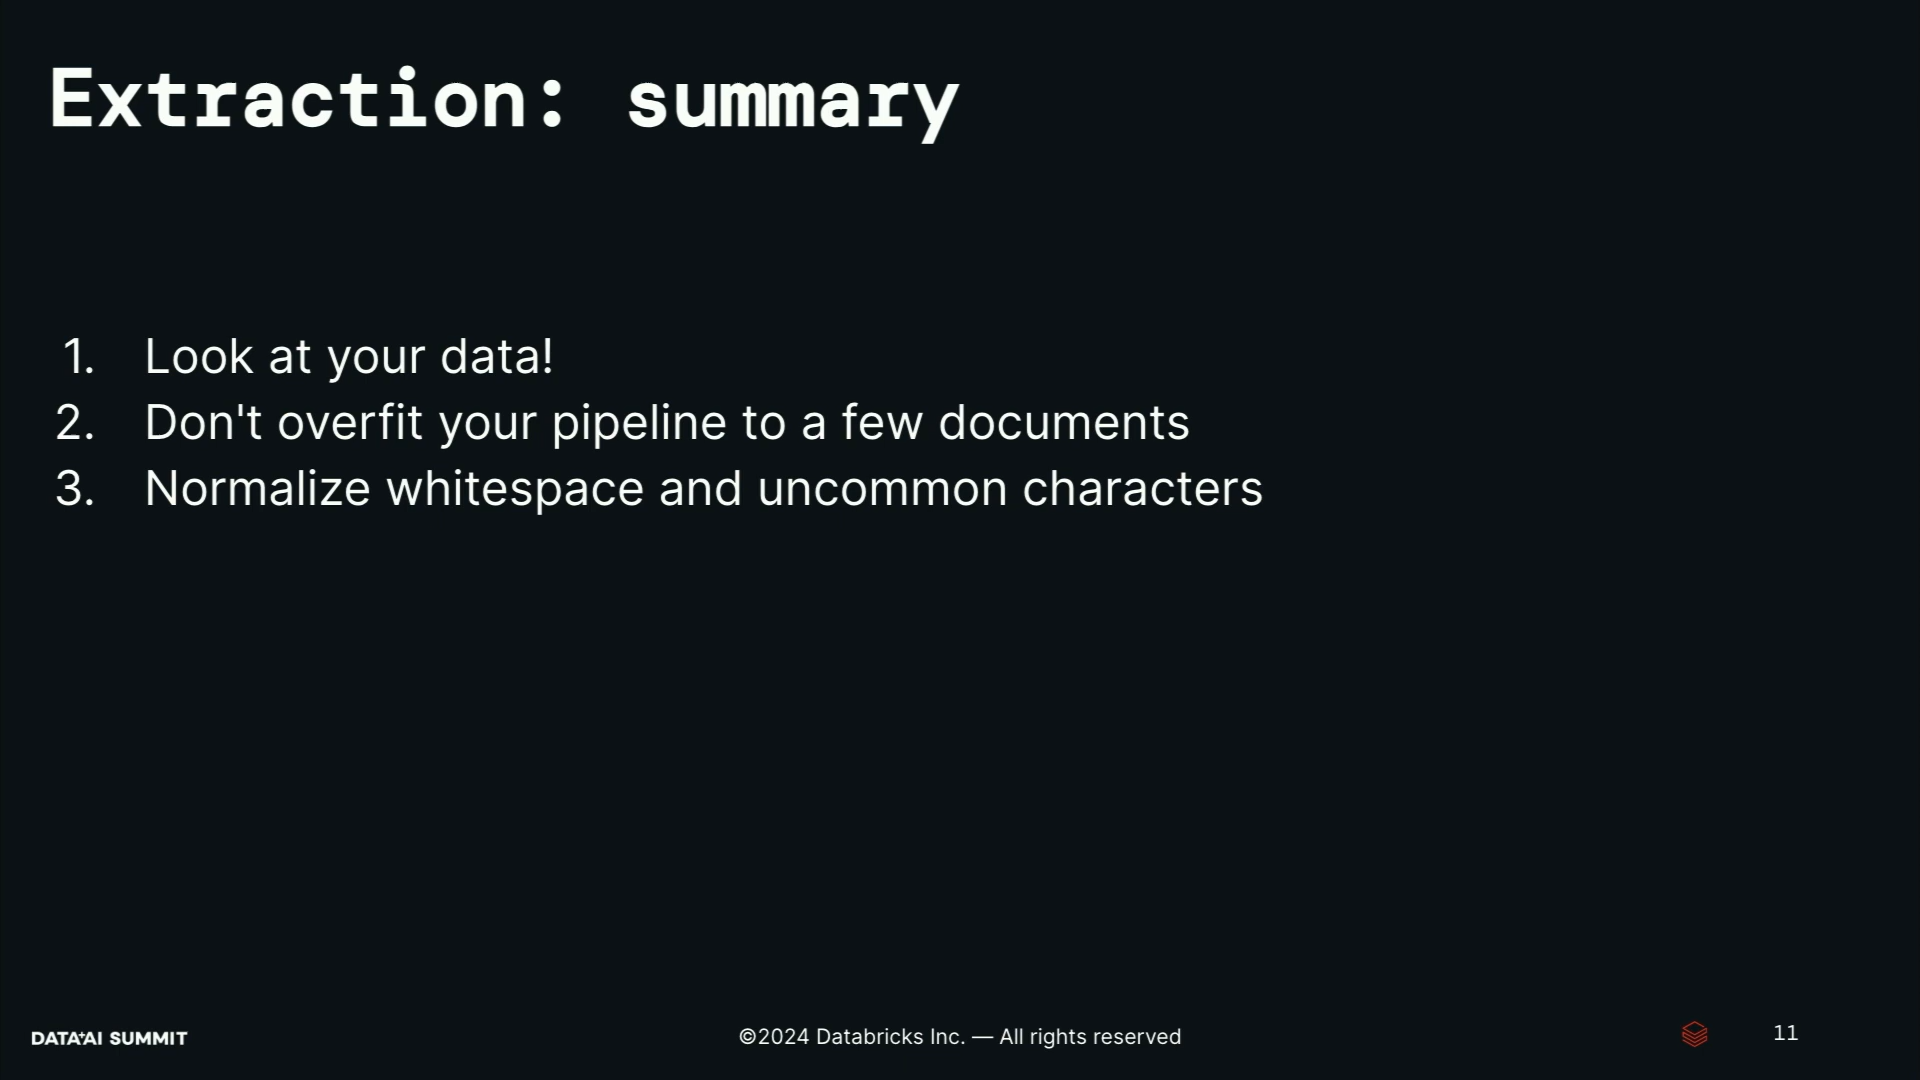 Extraction: summary
1. Look at your data!
2. Don't overfit your pipeline to a few documents
3. Normalize whitespace and uncommon characters
DATA+AI SUMMIT
©2024 Databricks Inc. — All rights reserved
11